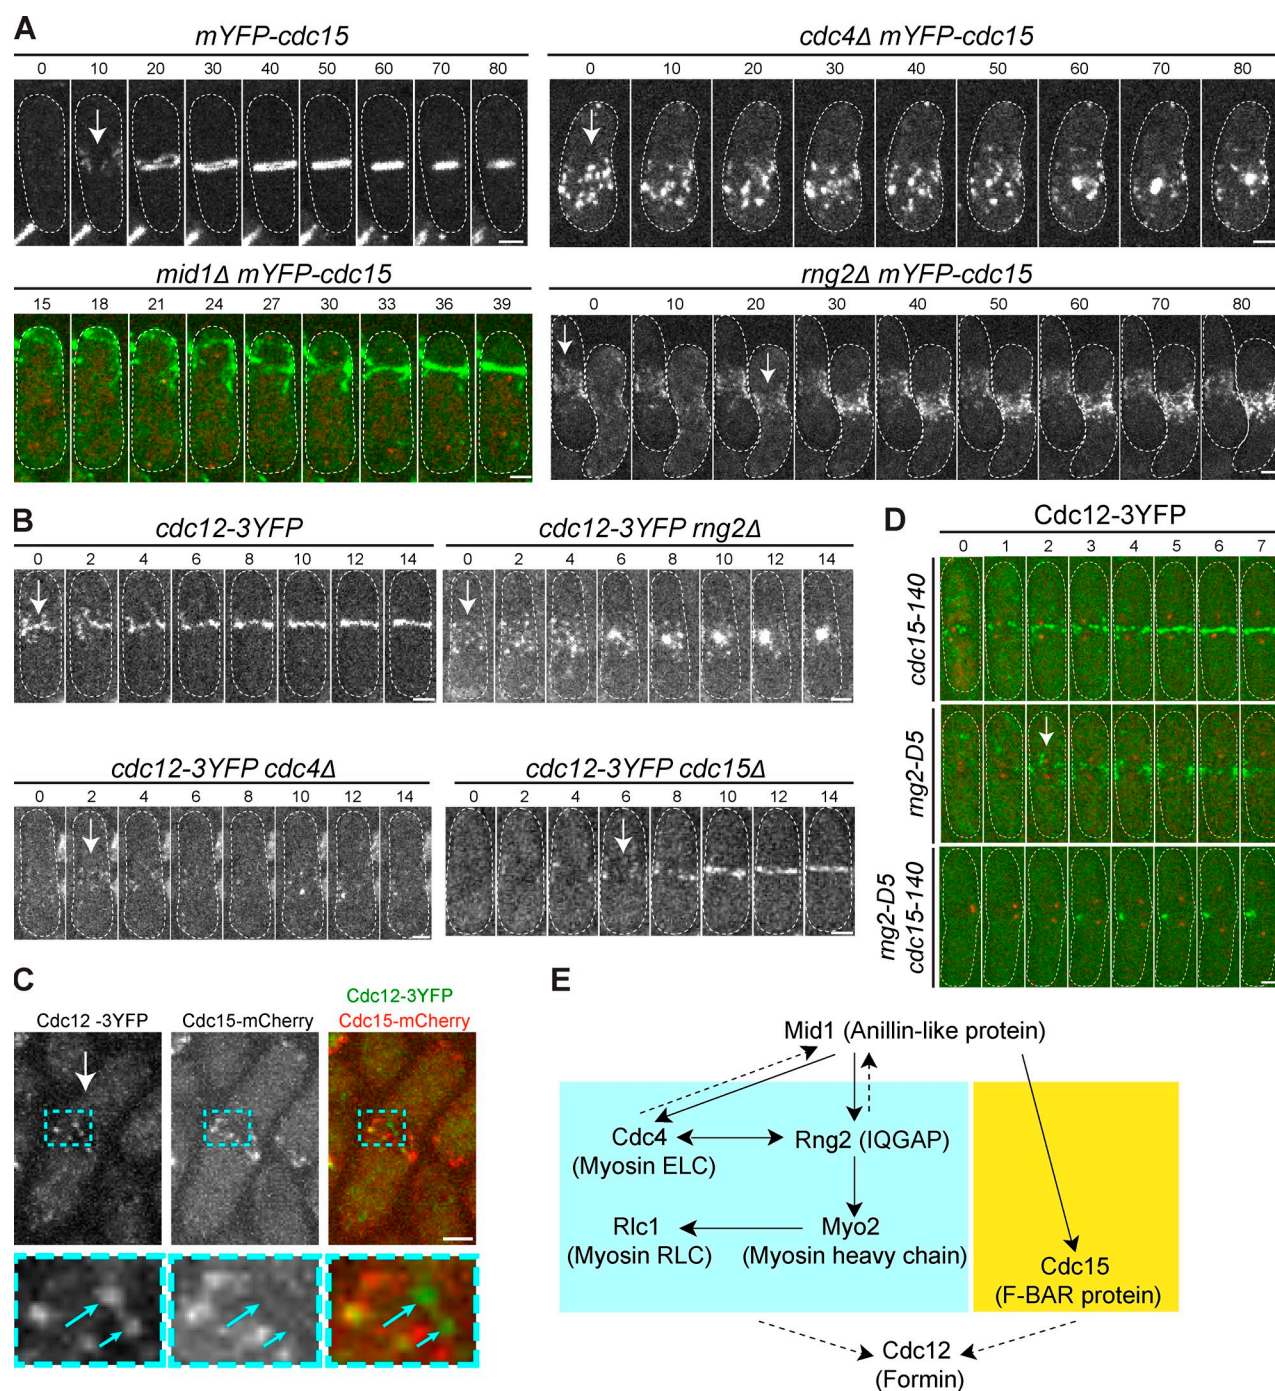 A
mYFP-cdc15
0 10 20 30 40 50 60 70 80
cdc4Δ mYFP-cdc15
0 10 20 30 40 50 60 70 80
mid1Δ mYFP-cdc15
15 18 21 24 27 30 33 36 39
rng2Δ mYFP-cdc15
0 10 20 30 40 50 60 70 80
B
cdc12-3YFP
0 2 4 6 8 10 12 14
cdc12-3YFP rng2Δ
0 2 4 6 8 10 12 14
cdc12-3YFP cdc4Δ
0 2 4 6 8 10 12 14
cdc12-3YFP cdc15Δ
0 2 4 6 8 10 12 14
D
Cdc12-3YFP
0 1 2 3 4 5 6 7
cdc15-140
rng2-D5
rng2-D5
cdc15-140
C
Cdc12 -3YFP
Cdc15-mCherry
Cdc12-3YFP
Cdc15-mCherry
E
Mid1 (Anillin-like protein)
Cdc4
(Myosin ELC)
Rng2 (IQGAP)
Rlc1
(Myosin RLC)
Myo2
(Myosin heavy chain)
Cdc15
(F-BAR protein)
Cdc12
(Formin)